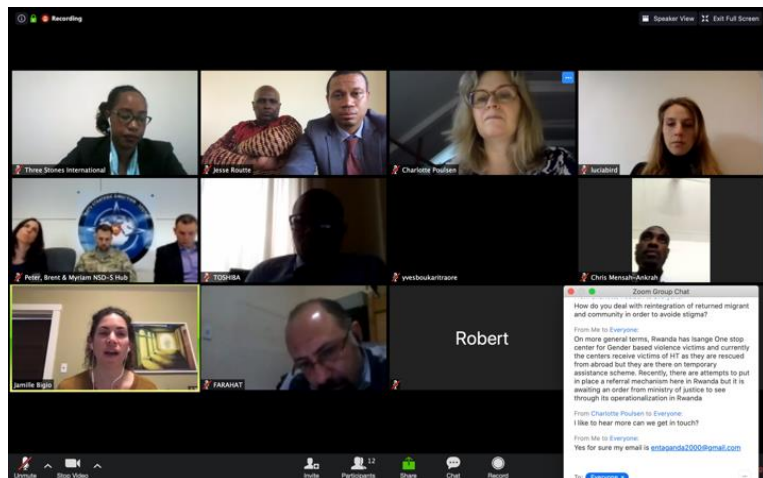 Recording
Speaker View
Exit Full Screen
Three Stones International
Jesse Routte
Charlotte Poulsen
luciabird
Peter, Brent & Myriam NSD-S Hub
TOSHIBA
yvesboukaritraore
Chris Mensah-Ankrah
Jamille Bigio
FARAHAT
Robert
Zoom Group Chat
How do you deal with reintegration of returned migrant
and community in order to avoid stigma?
From Me to Everyone:
On more general terms, Rwanda has Isange One stop
center for Gender based violence victims and currently
the centers receive victims of HT as they are rescued
from abroad but they are there on temporary
assistance scheme. Recently, there are attempts to put
in place a referral mechanism here in Rwanda but it is
awaiting an order from ministry of justice to see
through its operationalization in Rwanda
From Charlotte Poulsen to Everyone:
I like to hear more can we get in touch?
From Me to Everyone:
Yes for sure my email is entaganda2000@gmail.com
To: Everyone
Unmute
Stop Video
Invite
Participants
12
Share
Chat
Record